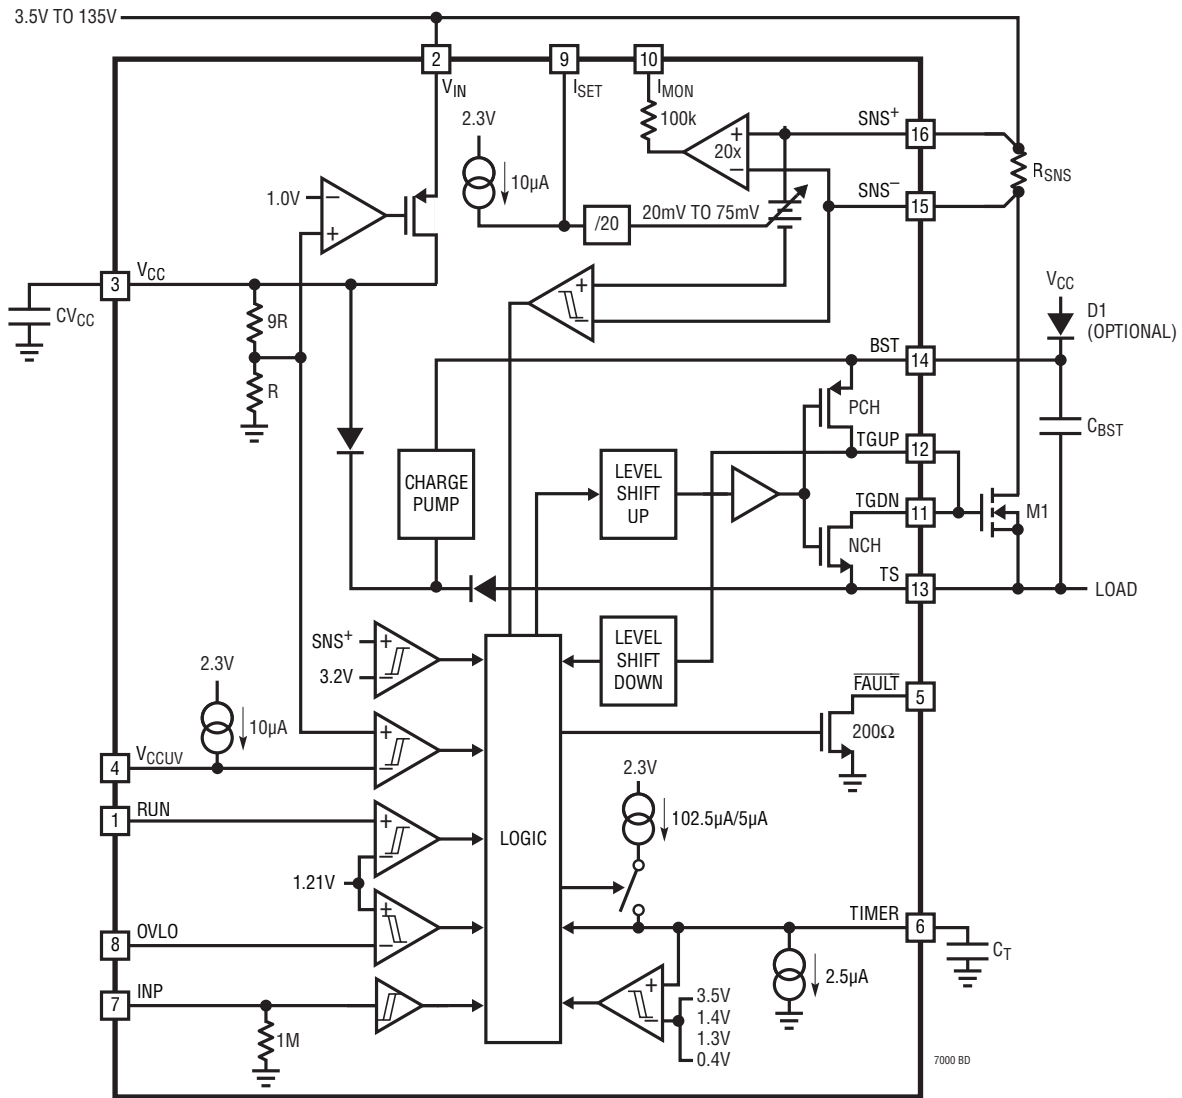 3.5V TO 135V
2
9
10
VIN
ISET
IMON
2.3V
100k
SNS+
16
+
20x
–
10µA
1.0V
–
+
RSNS
SNS–
15
/20
20mV TO 75mV
3
VCC
CVCC
9R
R
+
–
VCC
D1
(OPTIONAL)
BST
14
PCH
CBST
TGUP
12
CHARGE
PUMP
LEVEL
SHIFT
UP
TGDN
11
M1
NCH
TS
13
LOAD
SNS+
+
3.2V
–
LEVEL
SHIFT
DOWN
2.3V
10µA
FAULT
5
200Ω
4
VCCUV
+
–
2.3V
102.5µA/5µA
1
RUN
+
–
LOGIC
1.21V
+
–
TIMER
6
CT
8
OVLO
2.5µA
7
INP
+
–
3.5V
1.4V
1.3V
0.4V
1M
7000 BD